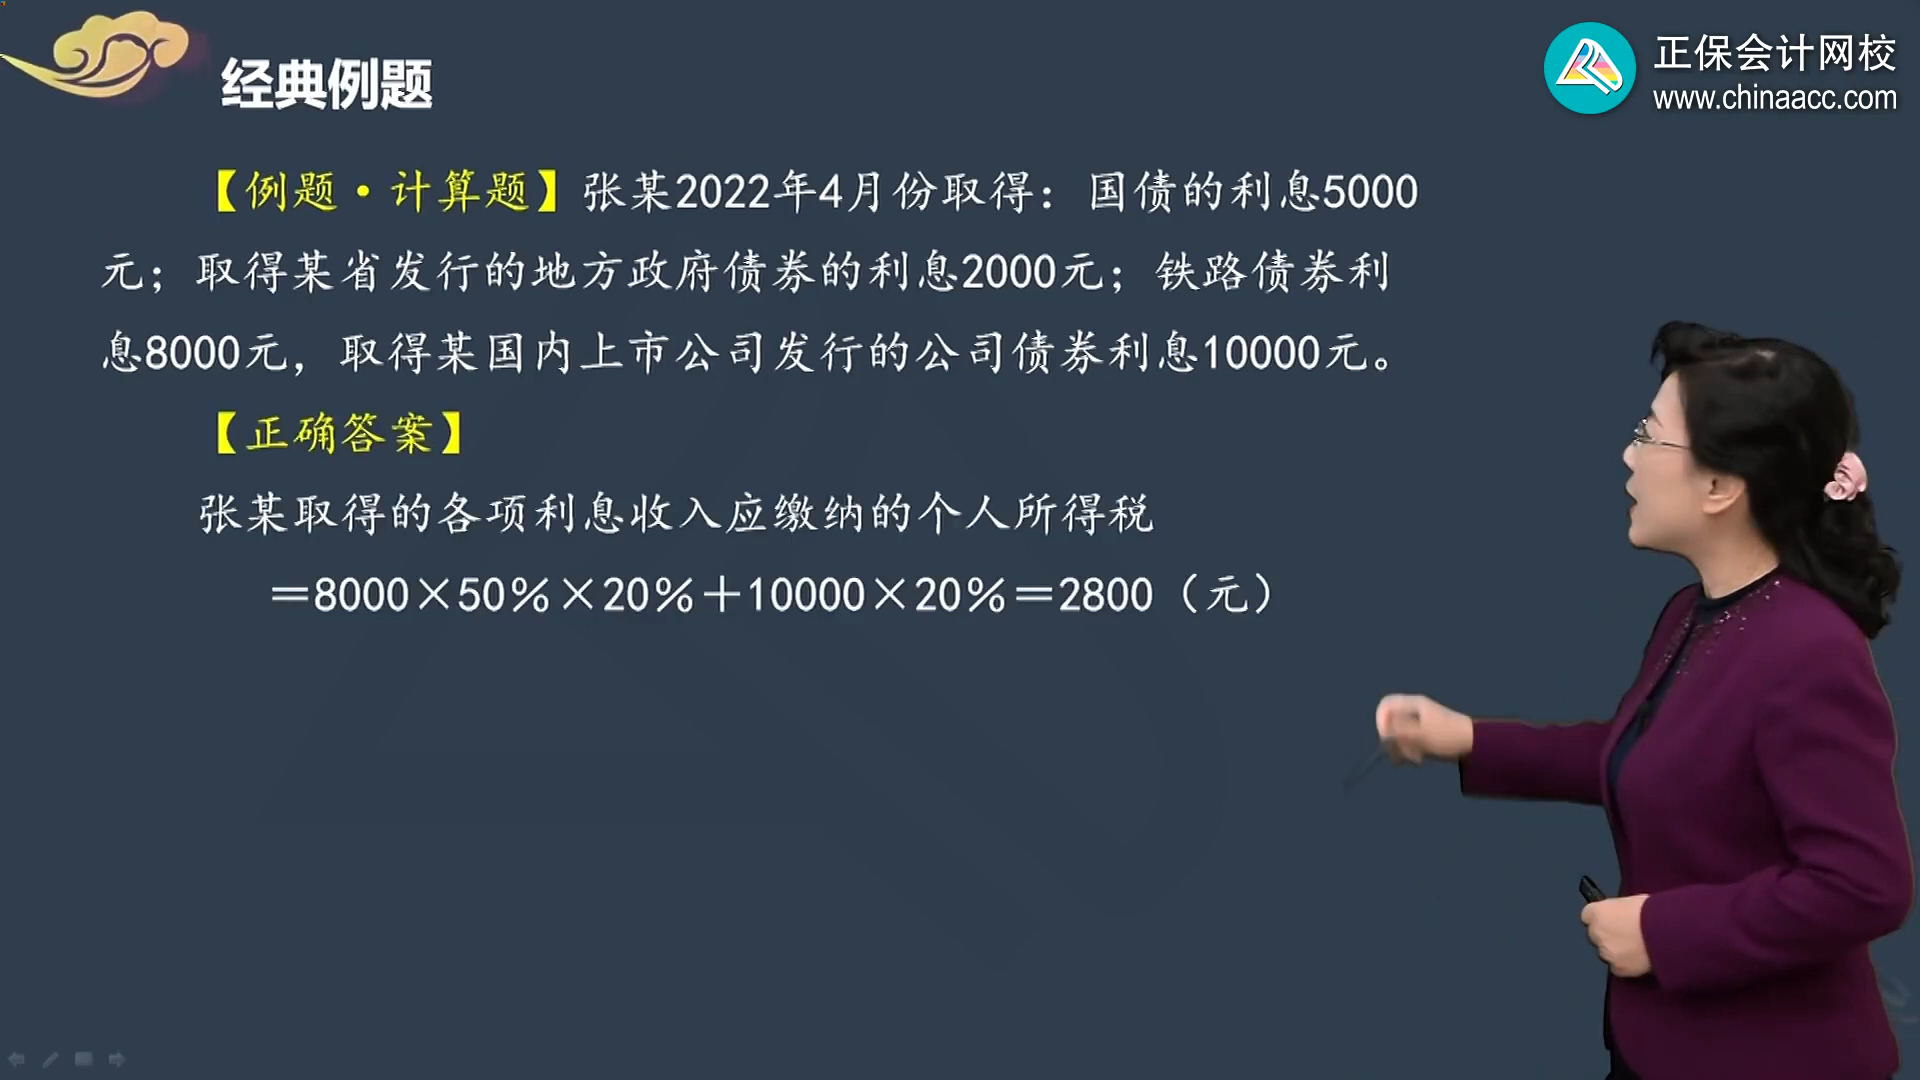 经典例题
正保会计网校
www.chinaacc.com
【例题·计算题】张某2022年4月份取得：国债的利息5000
元；取得某省发行的地方政府债券的利息2000元；铁路债券利
息8000元，取得某国内上市公司发行的公司债券利息10000元。
【正确答案】
张某取得的各项利息收入应缴纳的个人所得税
＝8000×50％×20％＋10000×20％＝2800（元）